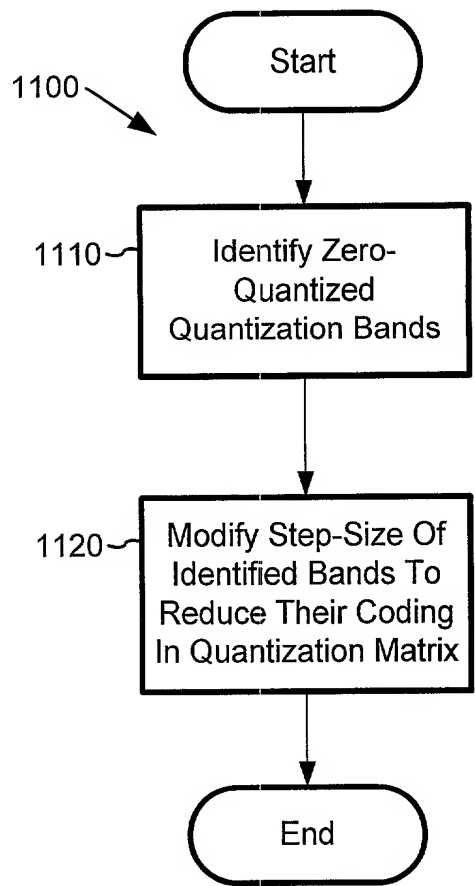 Start
1100
1110
Identify Zero-
Quantized
Quantization Bands
1120
Modify Step-Size Of
Identified Bands To
Reduce Their Coding
In Quantization Matrix
End